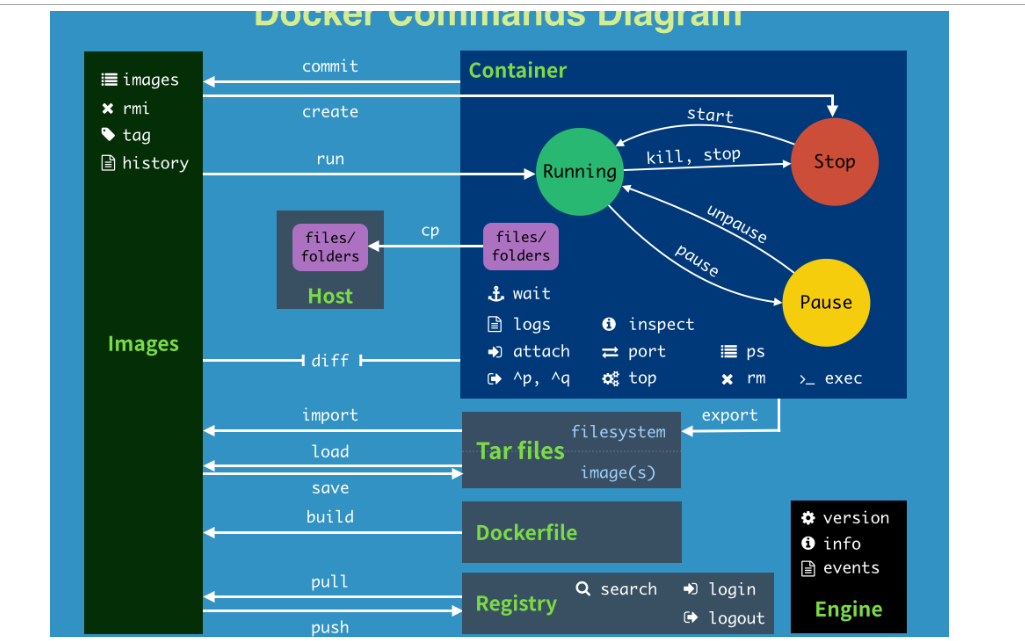 Docker Commands Diagram
images
rmi
tag
history
Images
commit
create
run
Container
start
Running
kill, stop
Stop
unpause
pause
Pause
files/
folders
Host
cp
files/
folders
wait
logs
inspect
attach
port
ps
^p, ^q
top
rm
>_ exec
diff
import
export
filesystem
load
Tar files
image(s)
save
build
Dockerfile
pull
Registry
search
login
logout
push
version
info
events
Engine